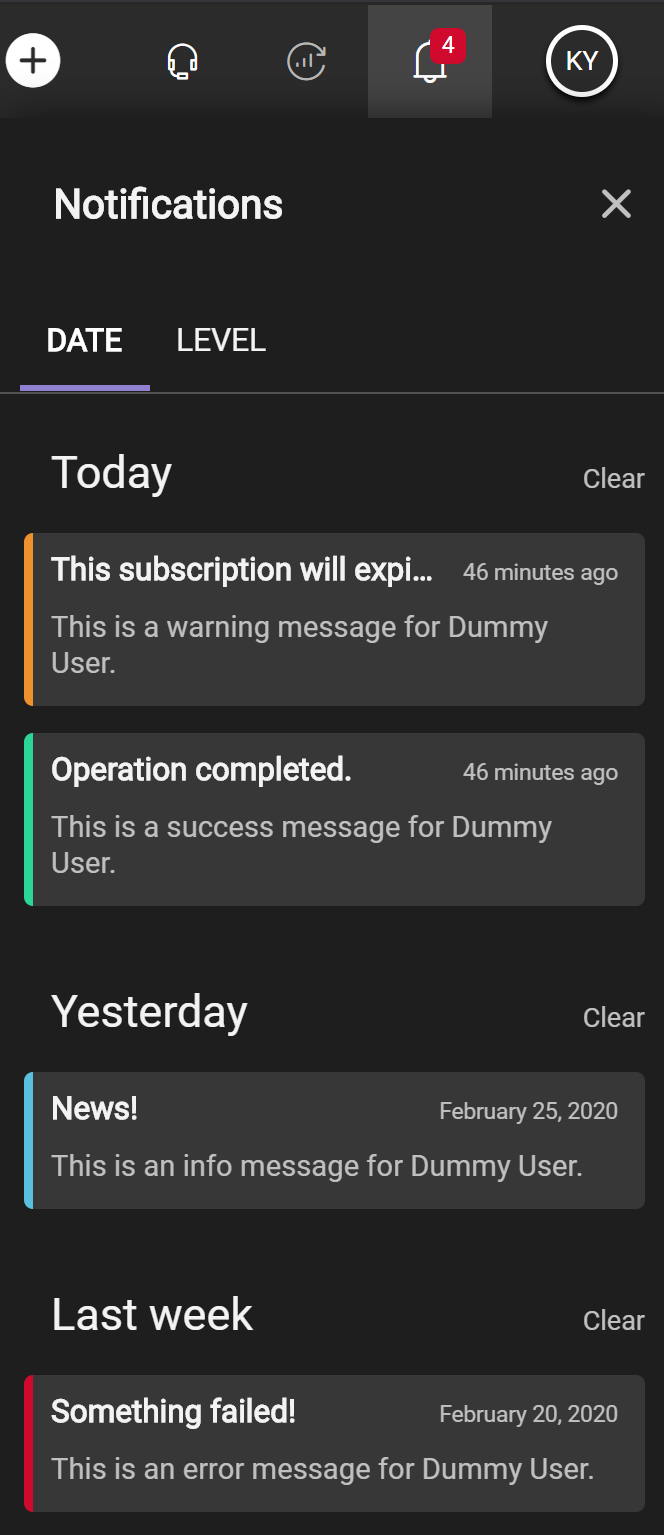 4
KY
Notifications
DATE LEVEL
Today Clear
This subscription will expi... 46 minutes ago
This is a warning message for Dummy
User.
Operation completed. 46 minutes ago
This is a success message for Dummy
User.
Yesterday Clear
News! February 25, 2020
This is an info message for Dummy User.
Last week Clear
Something failed! February 20, 2020
This is an error message for Dummy User.